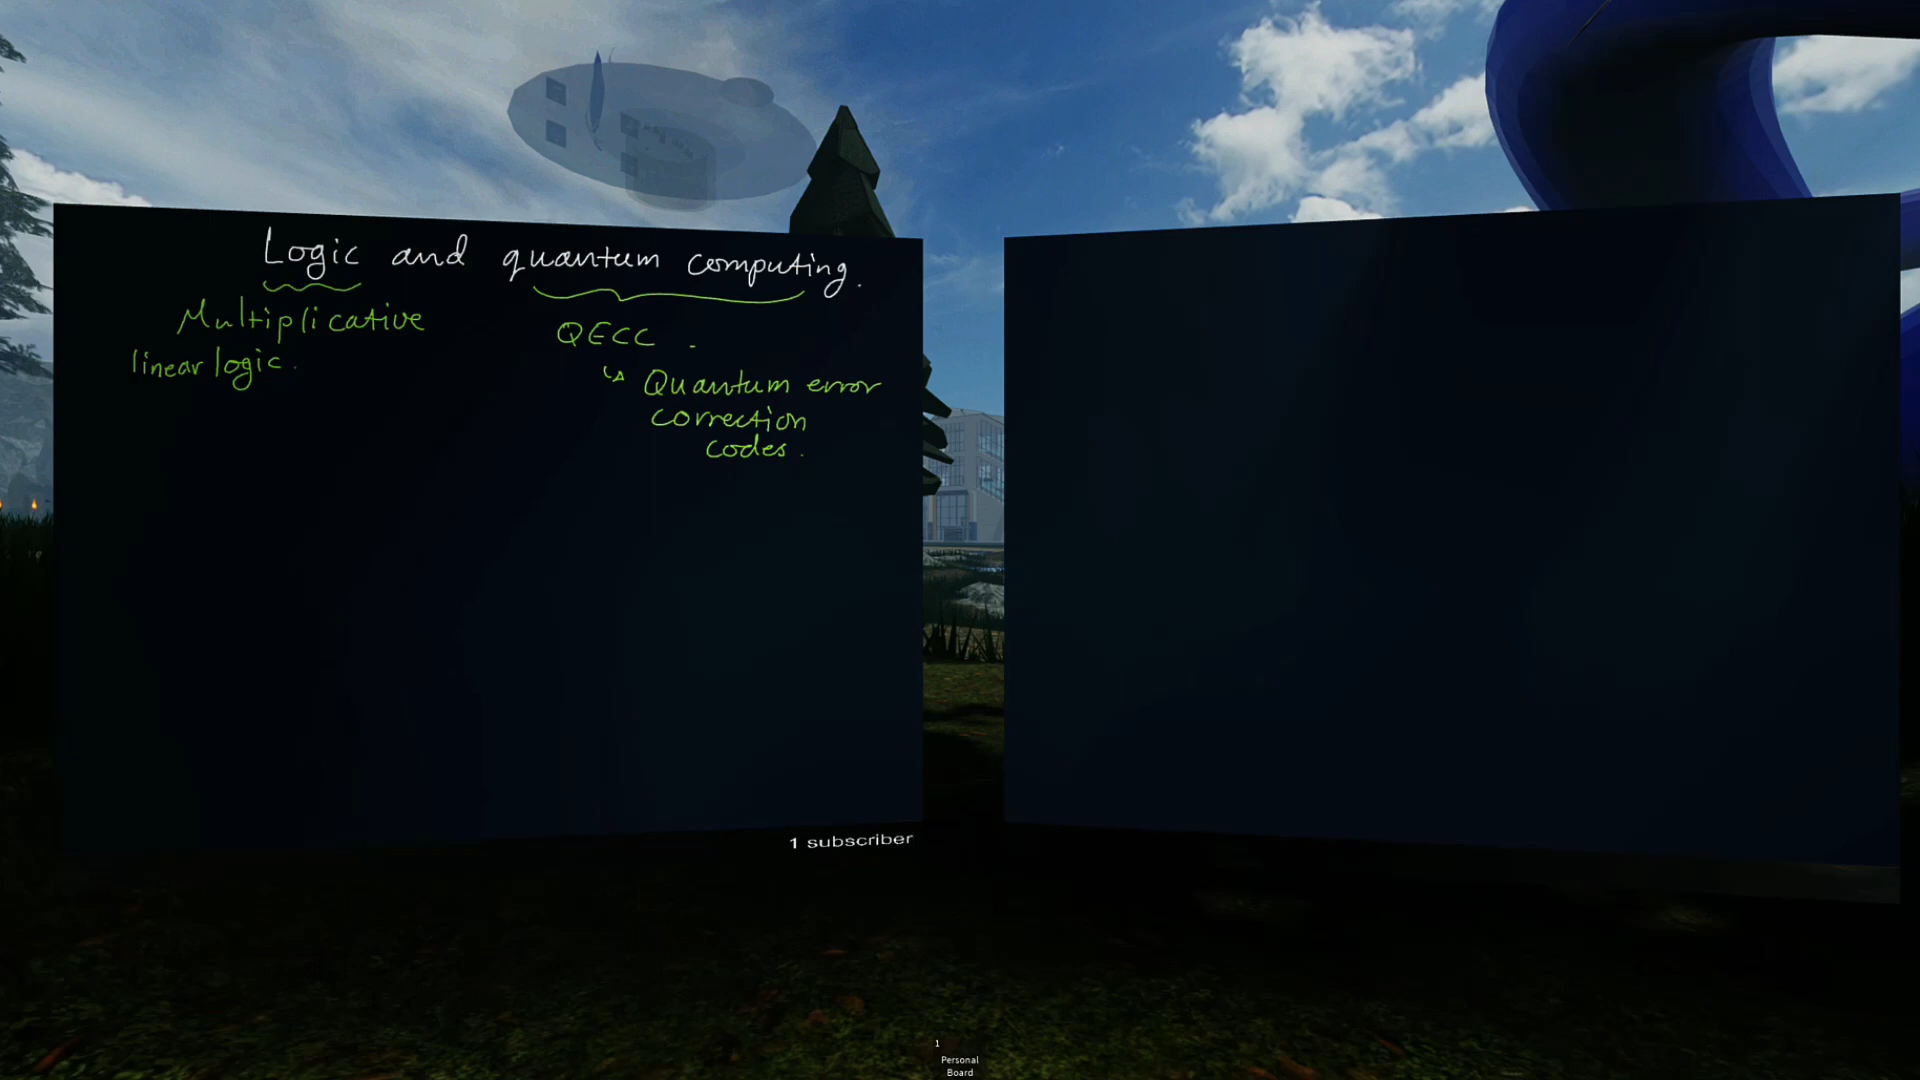 Logic and quantum computing.
Multiplicative
linear logic.
QECC.
↳ Quantum error
correction
codes.
1 subscriber
1
Personal
Board